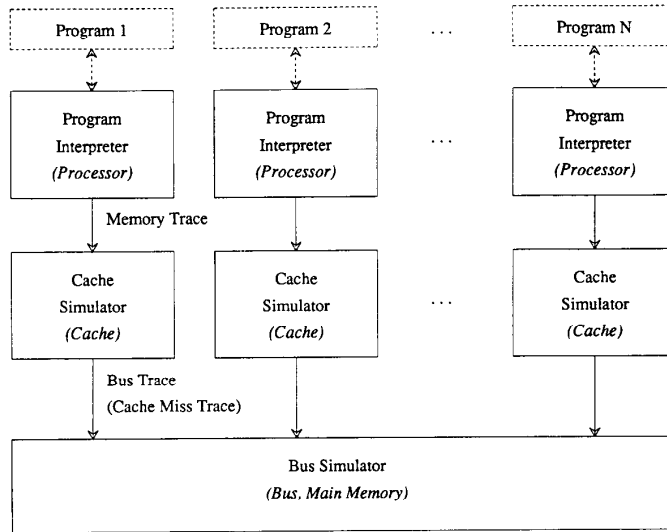 Program 1
Program 2
...
Program N
Program
Interpreter
(Processor)
Program
Interpreter
(Processor)
...
Program
Interpreter
(Processor)
Memory Trace
Cache
Simulator
(Cache)
Cache
Simulator
(Cache)
...
Cache
Simulator
(Cache)
Bus Trace
(Cache Miss Trace)
Bus Simulator
(Bus, Main Memory)